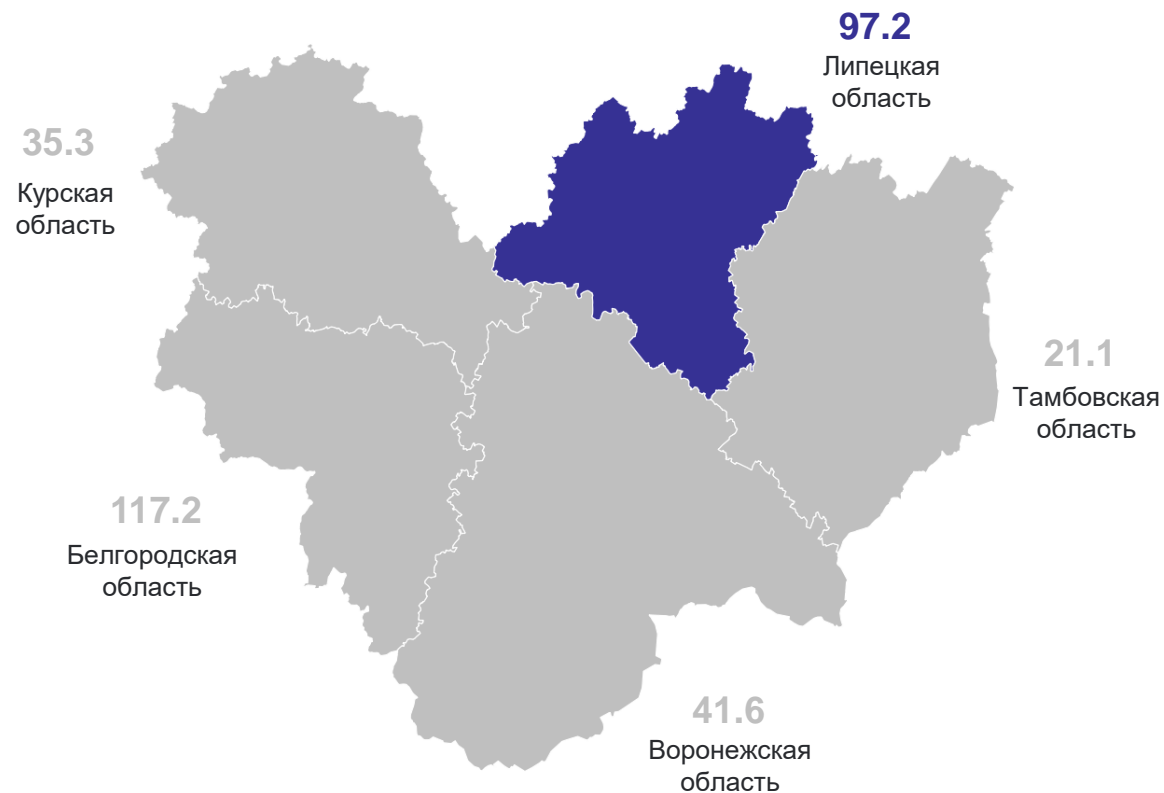 97.2
Липецкая
область
35.3
Курская
область
21.1
Тамбовская
область
117.2
Белгородская
область
41.6
Воронежская
область